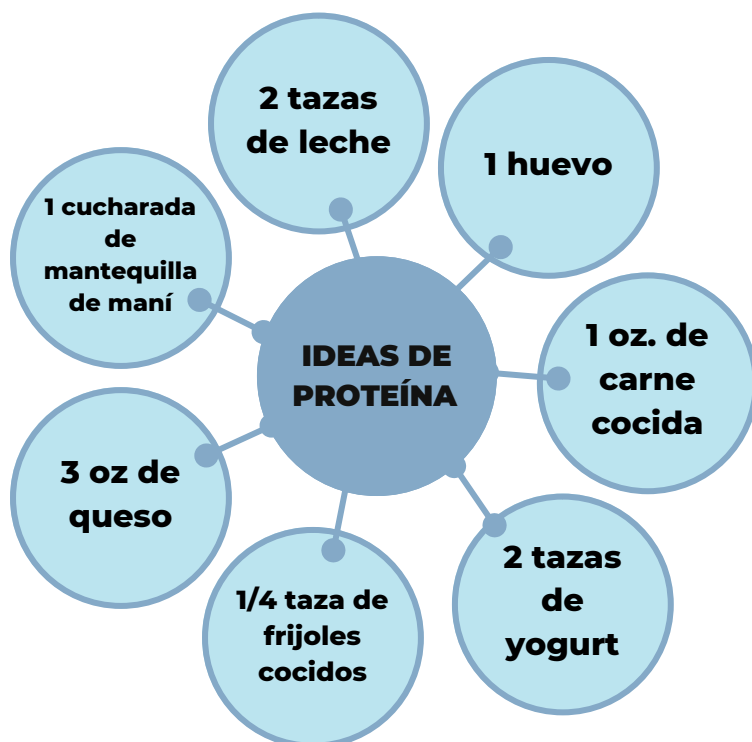 IDEAS DE
PROTEÍNA
2 tazas
de leche
1 huevo
1 oz. de
carne
cocida
2 tazas
de
yogurt
1/4 taza de
frijoles
cocidos
3 oz de
queso
1 cucharada
de
mantequilla
de maní